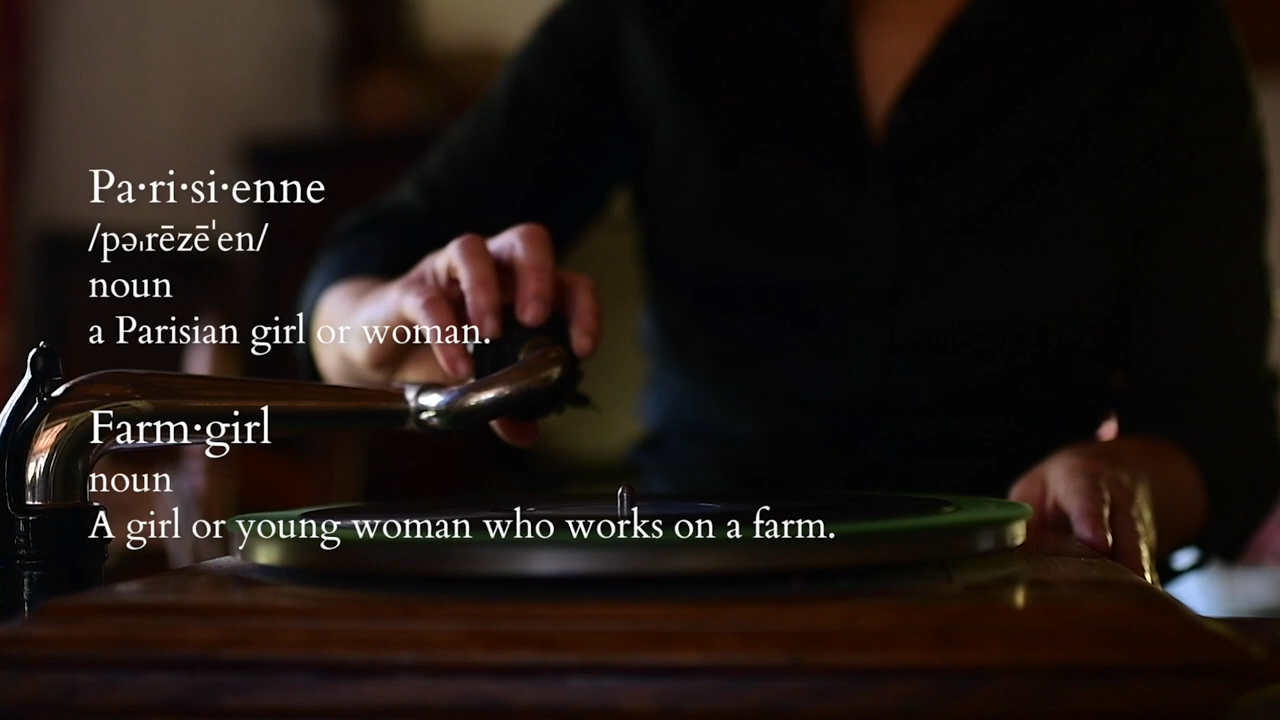 Pa·ri·si·enne
/pəˌrēzēˈen/
noun
a Parisian girl or woman.
Farm·girl
noun
A girl or young woman who works on a farm.